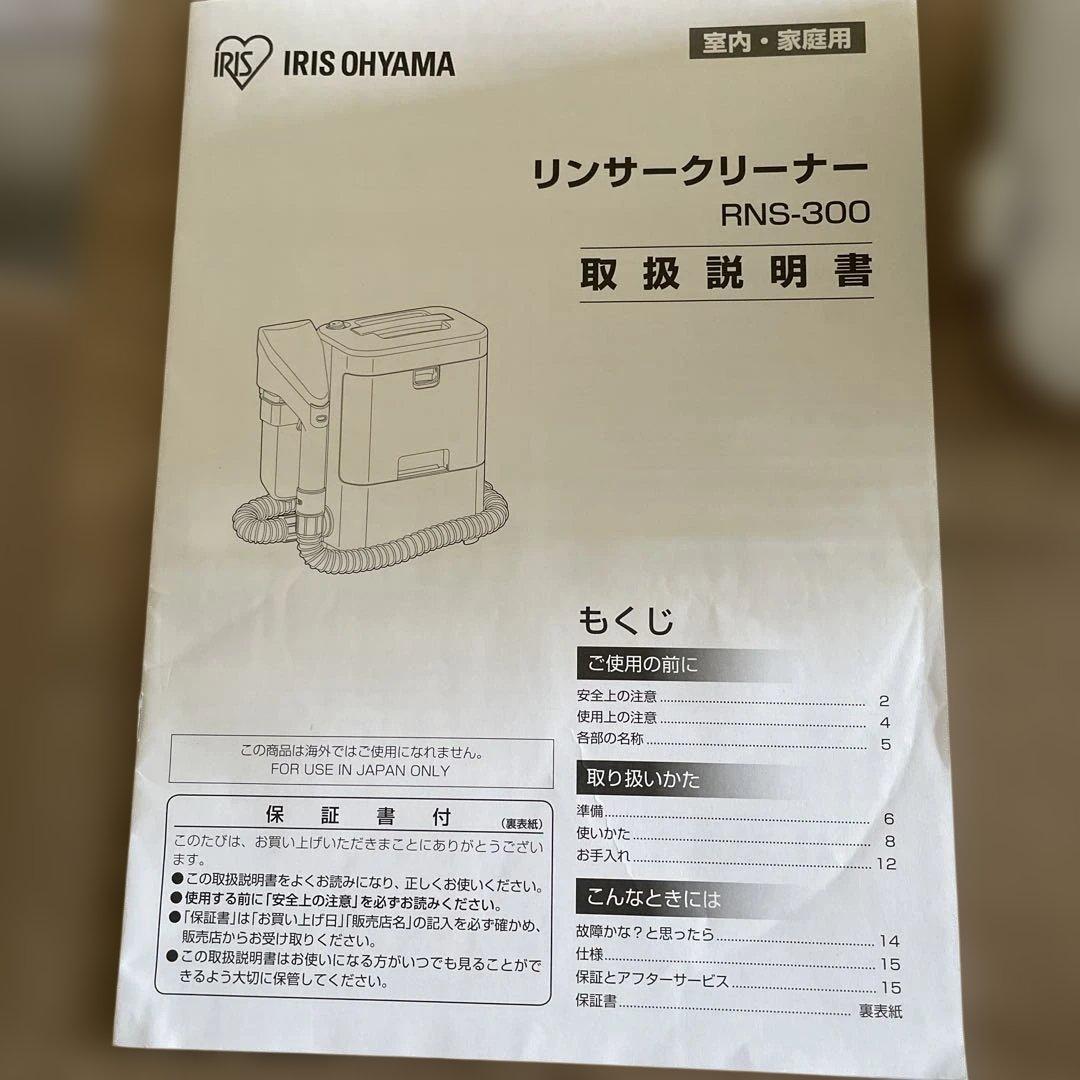 IRIS IRIS OHYAMA
室内・家庭用
リンサークリーナー
RNS-300
取扱説明書
もくじ
ご使用の前に
安全上の注意 2
使用上の注意 4
各部の名称 5
取り扱いかた
準備 6
使いかた 8
お手入れ 12
こんなときには
故障かな?と思ったら 14
仕様 15
保証とアフターサービス 15
保証書 裏表紙
この商品は海外ではご使用になれません。
FOR USE IN JAPAN ONLY
保証書付 (裏表紙)
このたびは、お買い上げいただきまことにありがとうござい
ます。
●この取扱説明書をよくお読みになり、正しくお使いください。
●使用する前に「安全上の注意」を必ずお読みください。
●「保証書」は「お買い上げ日」「販売店名」の記入を必ず確かめ、
販売店からお受け取りください。
●この取扱説明書はお使いになる方がいつでも見ることがで
きるよう大切に保管してください。